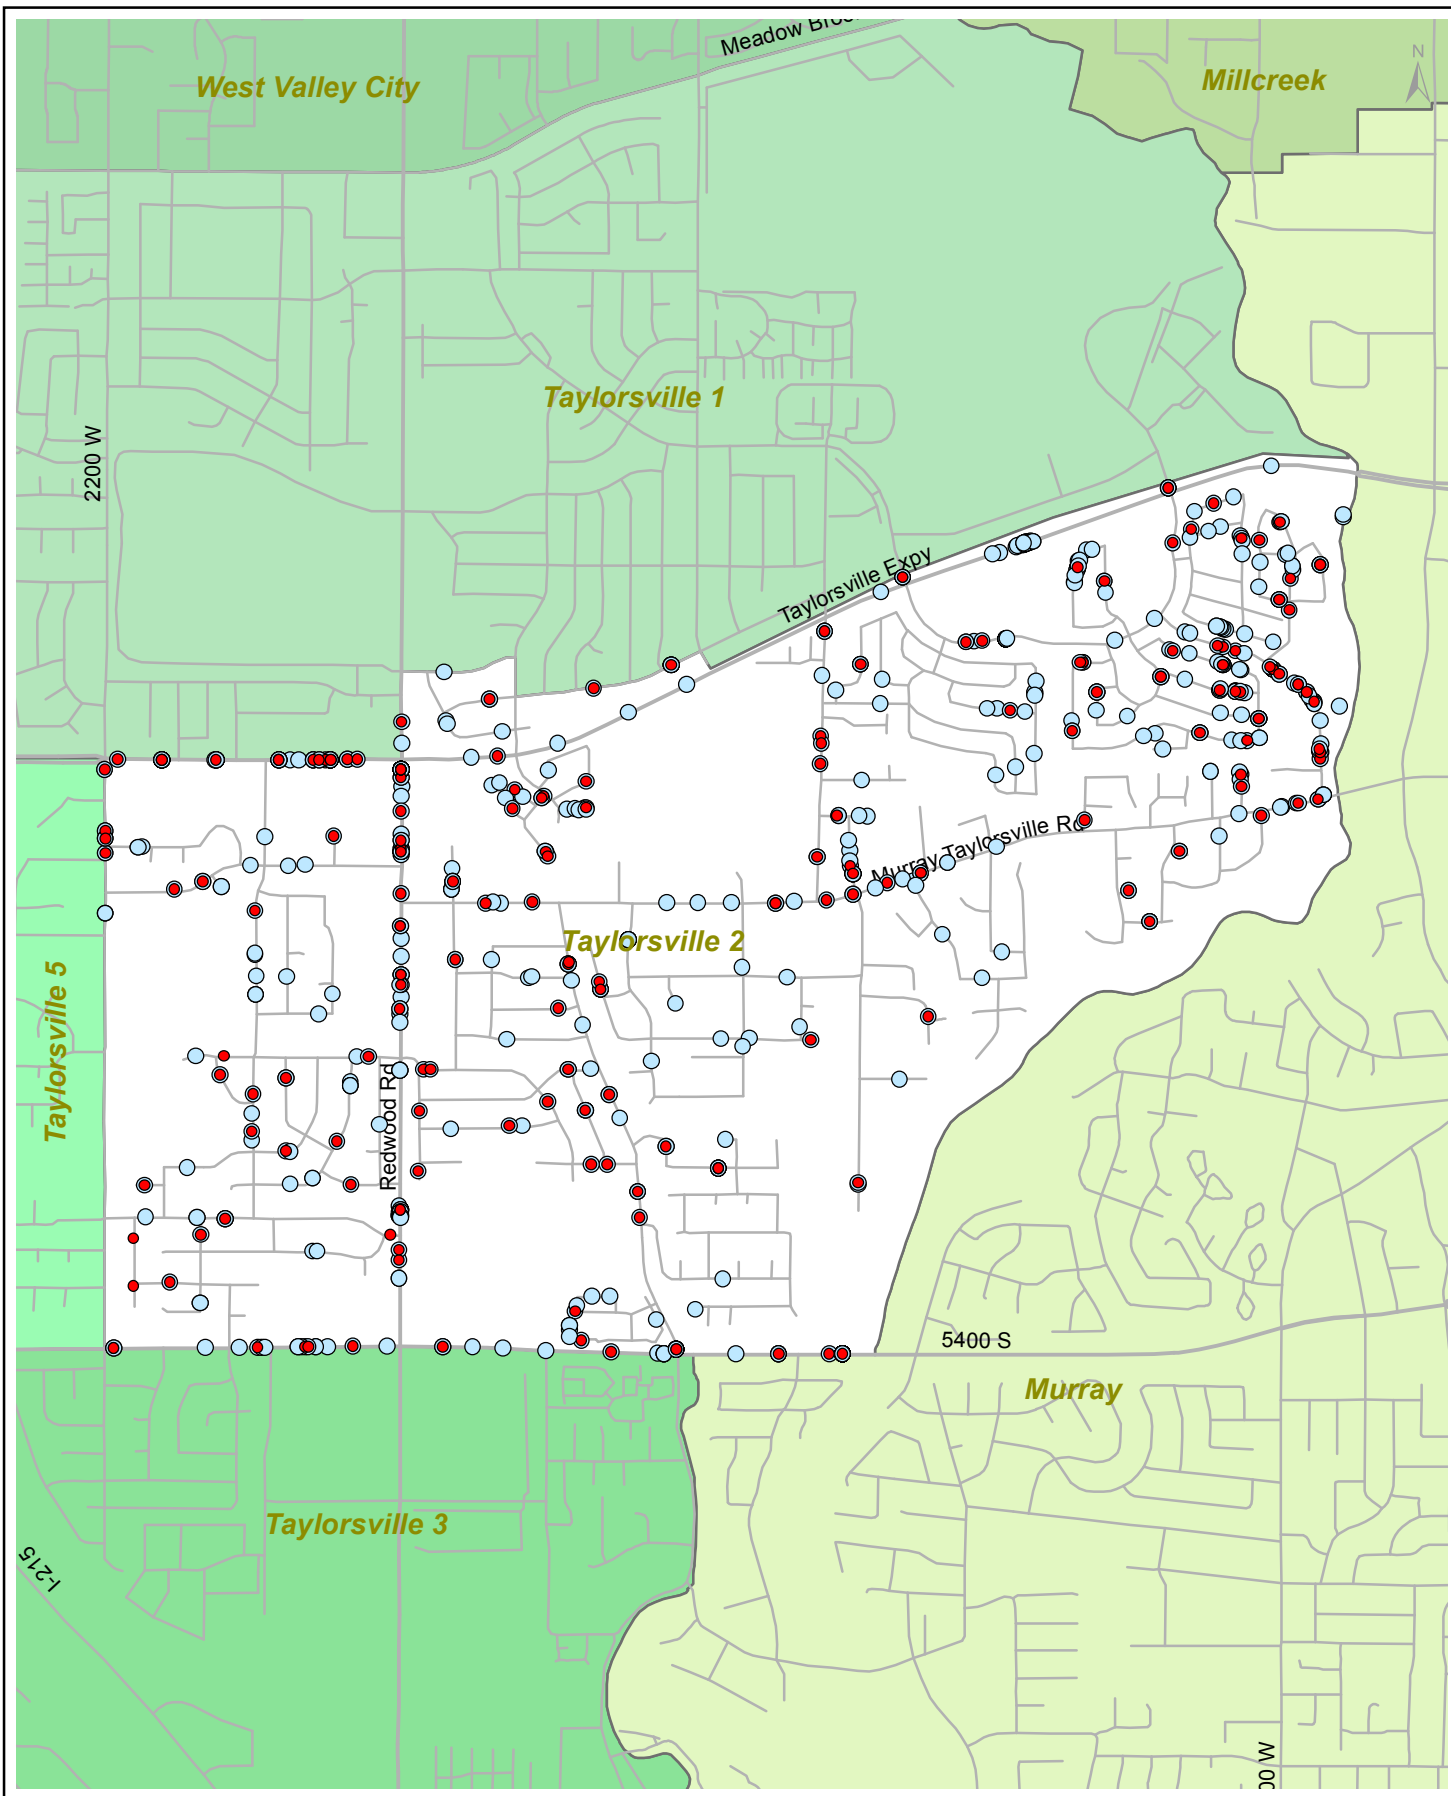 Meadow Broo
West Valley City
Millcreek
N
Taylorsville 1
2200 W
Taylorsville Expy
Murray Taylorsville Rd
Taylorsville 2
Taylorsville 5
Redwood Rd
5400 S
Murray
Taylorsville 3
I-215
00 W